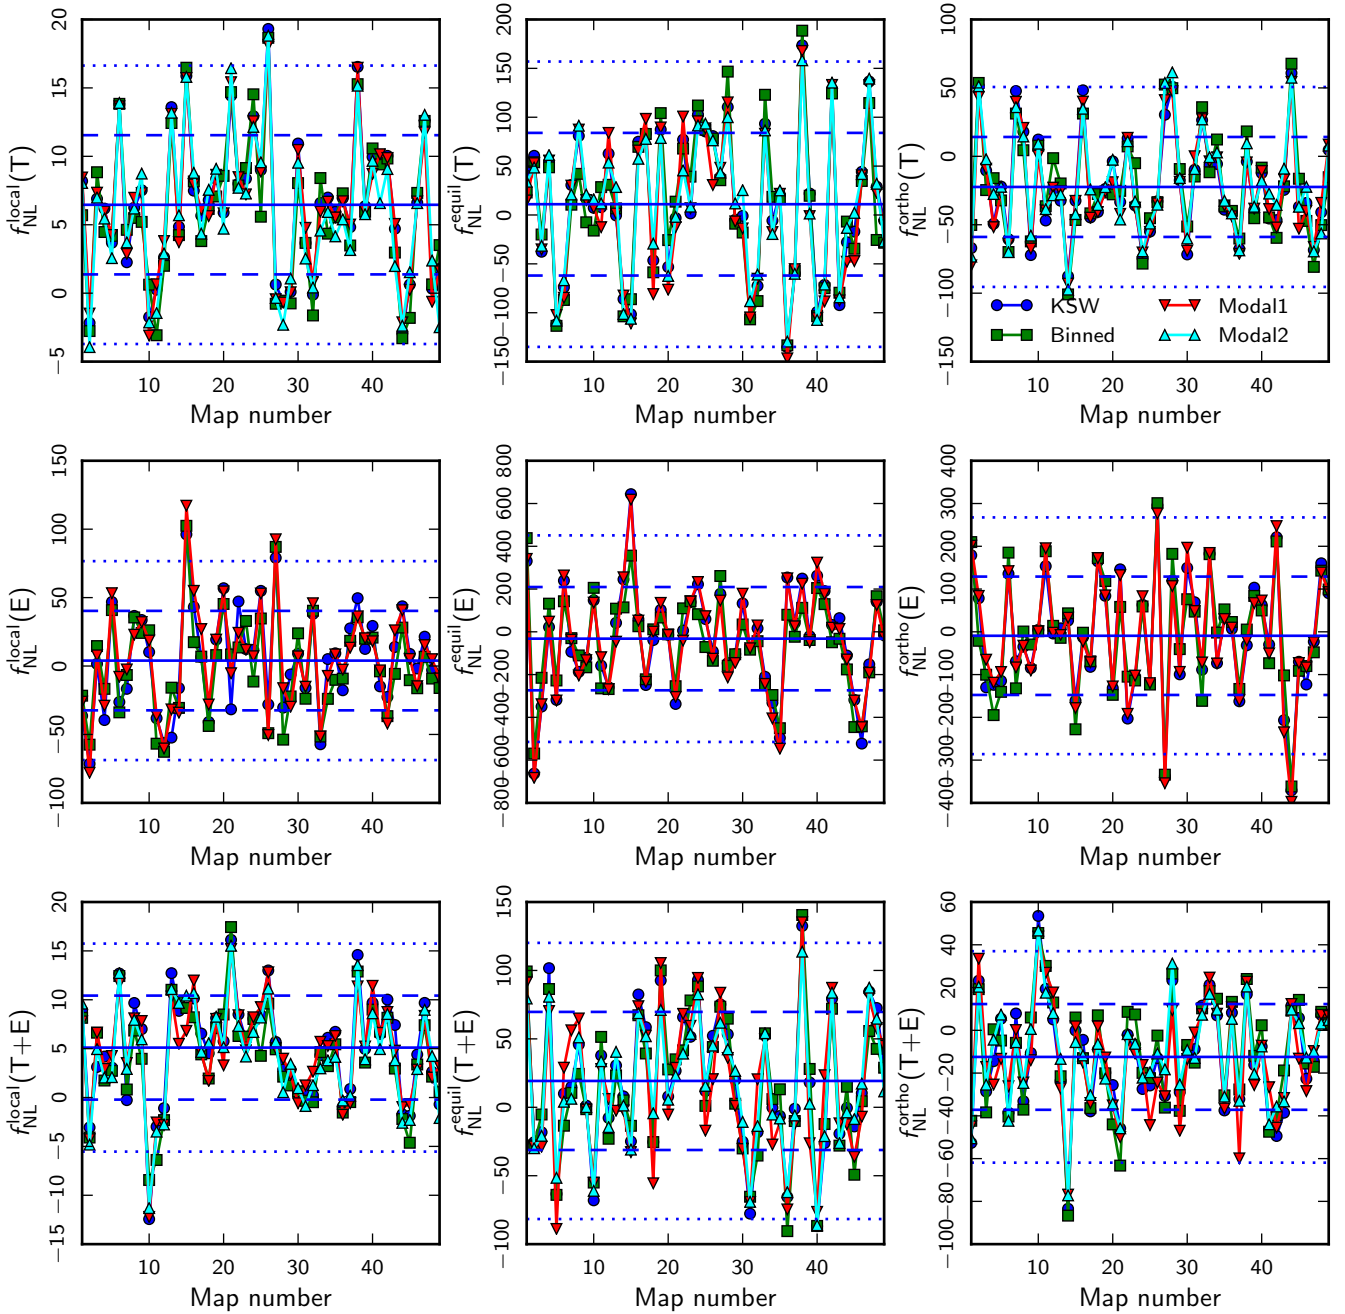 20
15
10
5
0
−5
f_NL^local(T)
10 20 30 40
Map number
200
150
100
50
0
−50
−100
−150
f_NL^equil(T)
10 20 30 40
Map number
100
50
0
−50
−100
−150
f_NL^ortho(T)
KSW
Binned
Modal1
Modal2
10 20 30 40
Map number
150
100
50
0
−50
−100
f_NL^local(E)
10 20 30 40
Map number
800
600
400
200
0
−200
−400
−600
−800
f_NL^equil(E)
10 20 30 40
Map number
400
300
200
100
0
−100
−200
−300
−400
f_NL^ortho(E)
10 20 30 40
Map number
20
15
10
5
0
−5
−10
−15
f_NL^local(T+E)
10 20 30 40
Map number
150
100
50
0
−50
−100
f_NL^equil(T+E)
10 20 30 40
Map number
60
40
20
0
−20
−40
−60
−80
−100
f_NL^ortho(T+E)
10 20 30 40
Map number